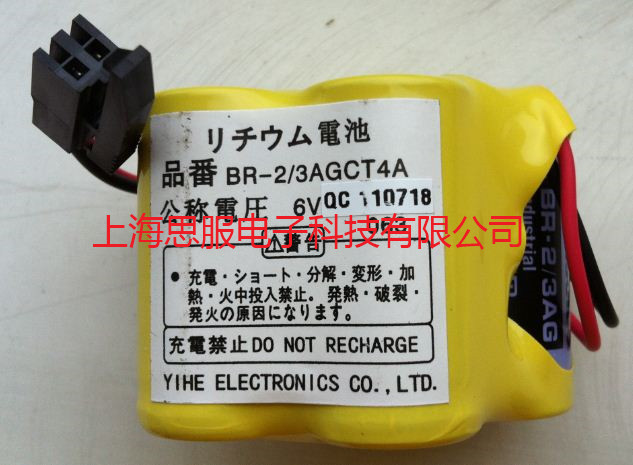 リチウム電池
品番 BR-2/3AGCT4A
公称電圧 6V QC 110718
上海思服电子科技有限公司
⚠警告
● 充電・ショート・分解・変形・加
熱・火中投入禁止。発熱・破裂・
発火の原因になります。
充電禁止DO NOT RECHARGE
YIHE ELECTRONICS CO.,LTD.
BR-2/3AG
dustrial